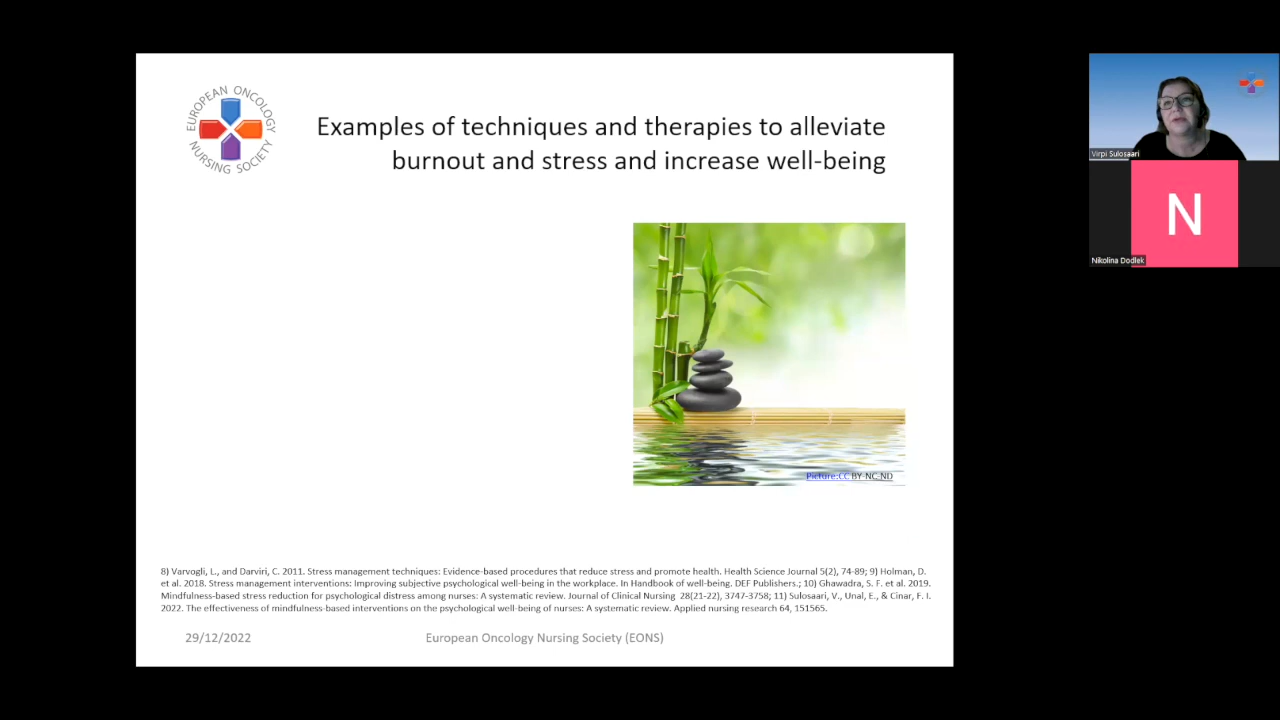 EUROPEAN ONCOLOGY
NURSING SOCIETY
Examples of techniques and therapies to alleviate
burnout and stress and increase well-being
Picture:CC BY-NC-ND
8) Varvogli, L., and Darviri, C. 2011. Stress management techniques: Evidence-based procedures that reduce stress and promote health. Health Science Journal 5(2), 74-89; 9) Holman, D.
et al. 2018. Stress management interventions: Improving subjective psychological well-being in the workplace. In Handbook of well-being. DEF Publishers.; 10) Ghawadra, S. F. et al. 2019.
Mindfulness-based stress reduction for psychological distress among nurses: A systematic review. Journal of Clinical Nursing 28(21-22), 3747-3758; 11) Sulosaari, V., Unal, E., & Cinar, F. I.
2022. The effectiveness of mindfulness-based interventions on the psychological well-being of nurses: A systematic review. Applied nursing research 64, 151565.
29/12/2022
European Oncology Nursing Society (EONS)
Virpi Sulosaari
N
Nikolina Dodlek